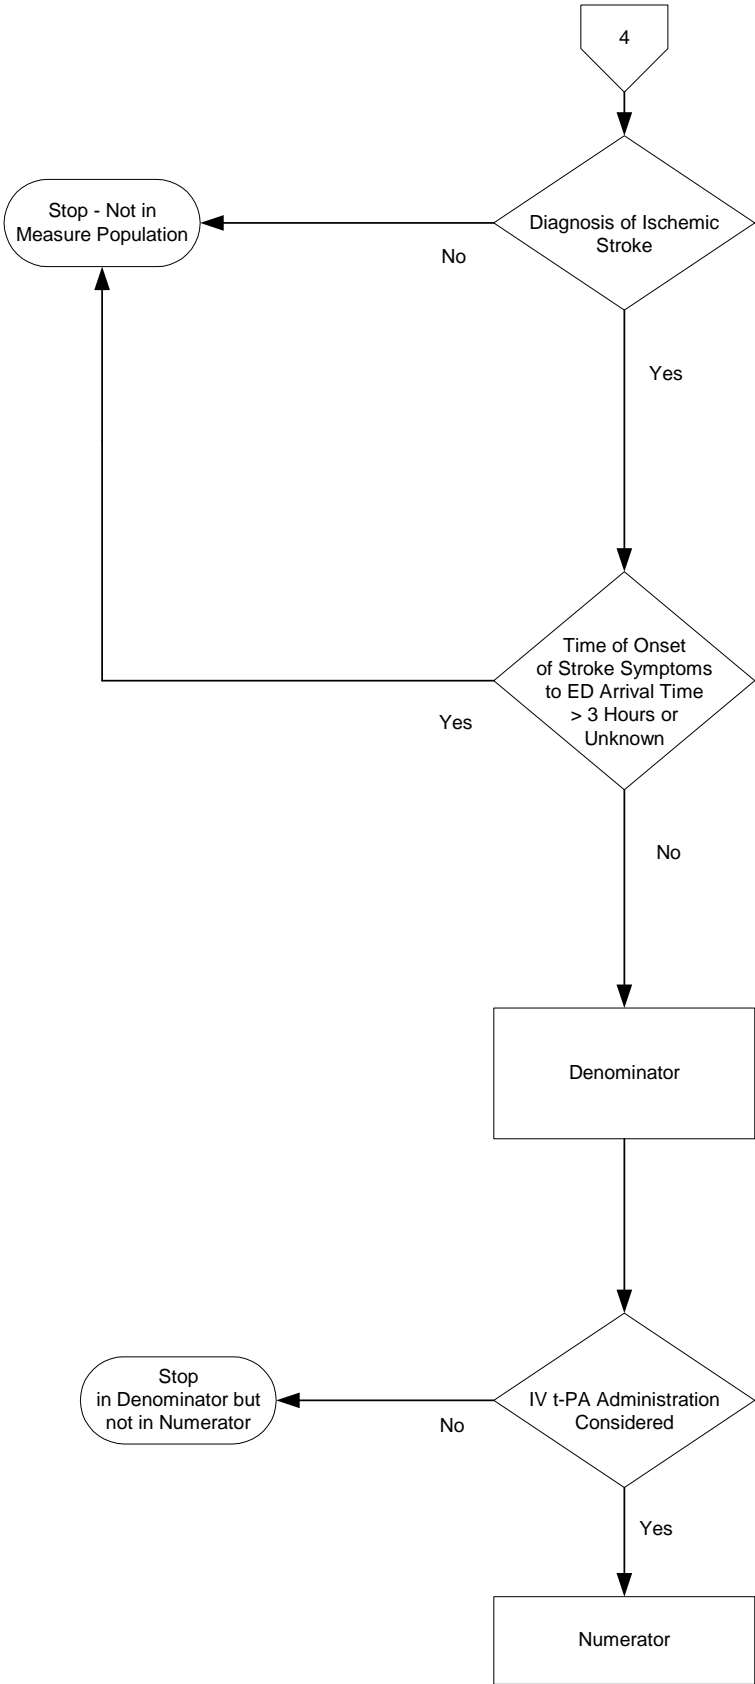 4
Diagnosis of Ischemic
Stroke
Stop - Not in
Measure Population
No
Yes
Time of Onset
of Stroke Symptoms
to ED Arrival Time
> 3 Hours or
Unknown
Yes
No
Denominator
IV t-PA Administration
Considered
Stop
in Denominator but
not in Numerator
No
Yes
Numerator